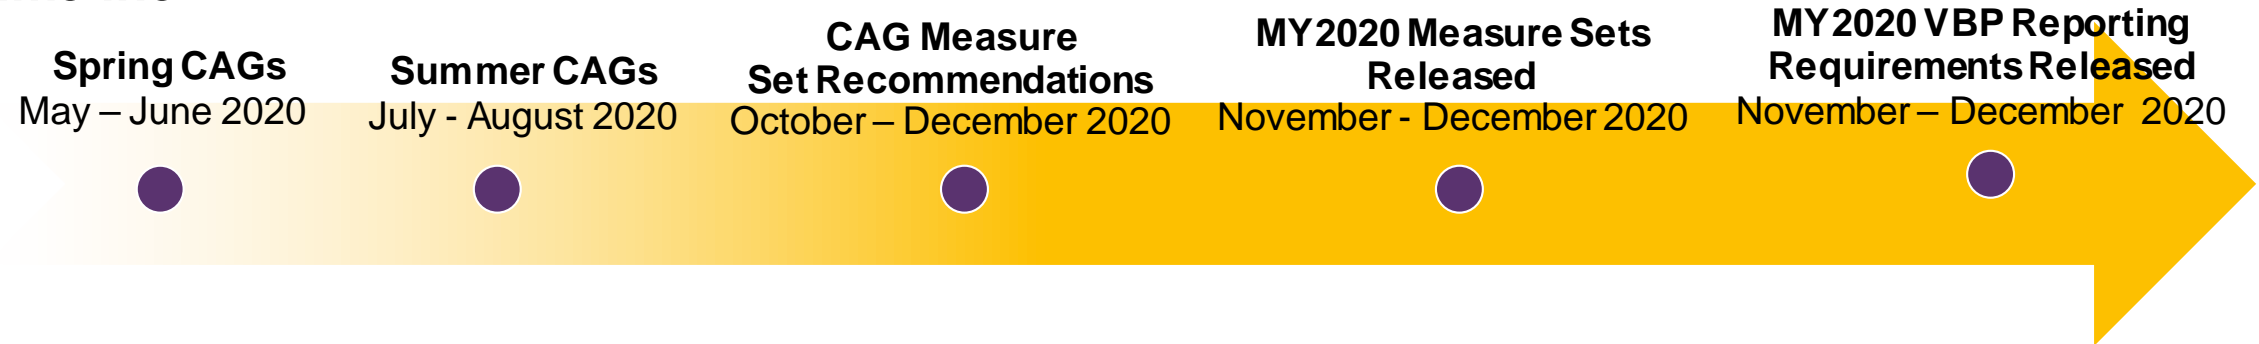 Spring CAGs
May – June 2020
Summer CAGs
July - August 2020
CAG Measure
Set Recommendations
October – December 2020
MY2020 Measure Sets
Released
November - December 2020
MY2020 VBP Reporting
Requirements Released
November – December 2020